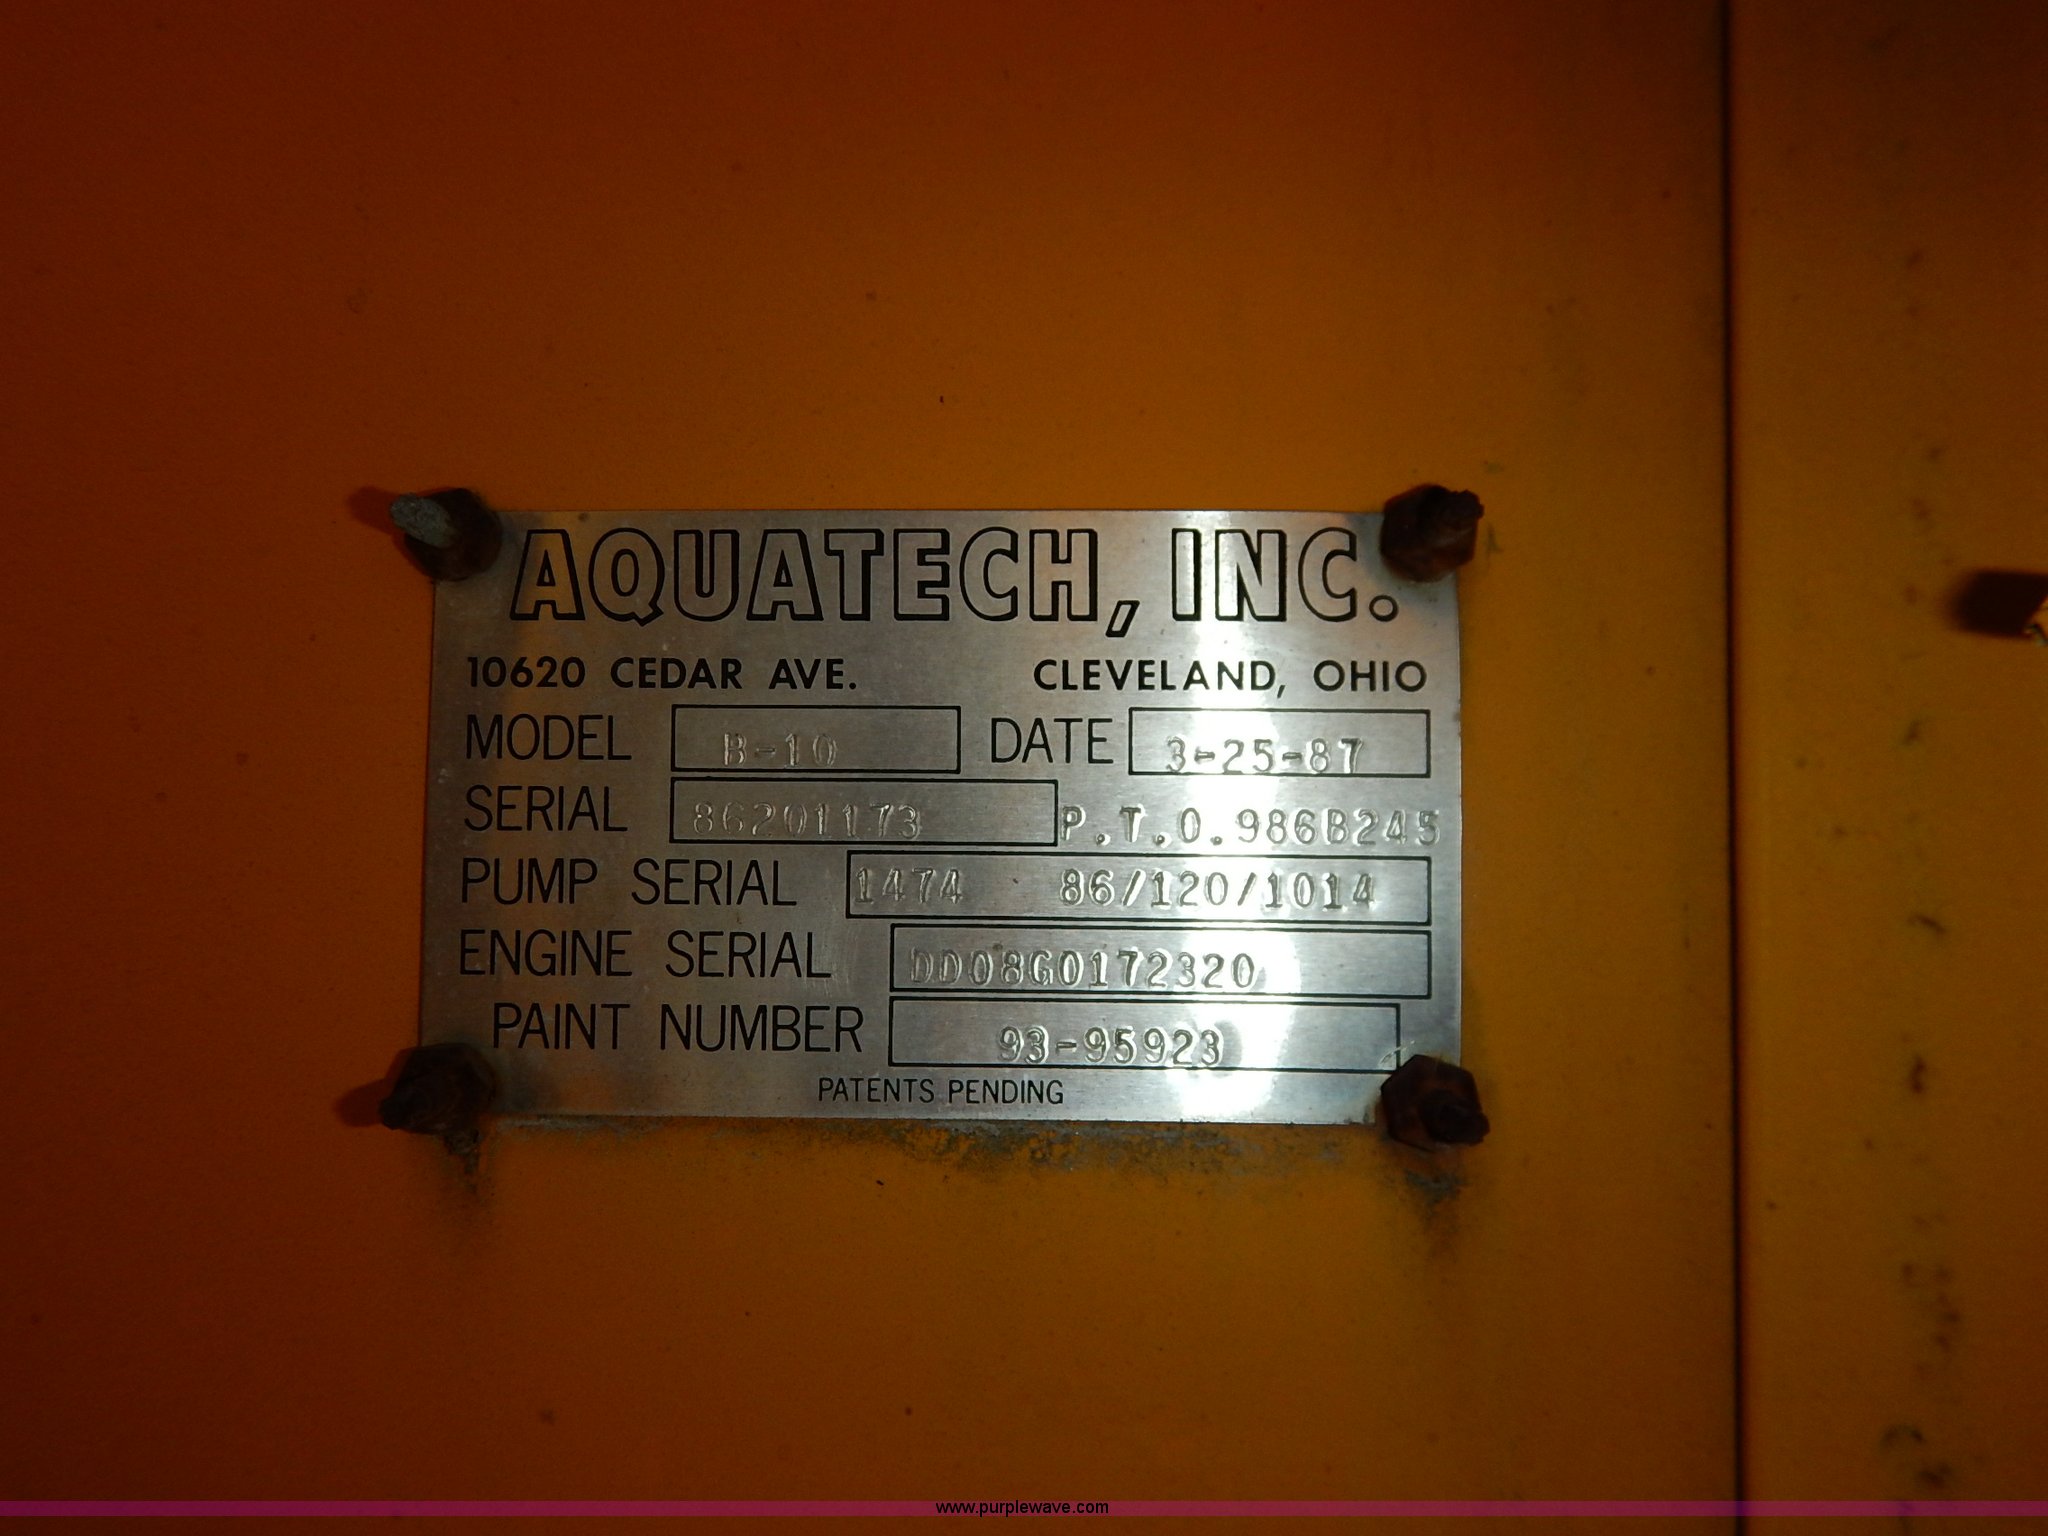 AQUATECH, INC.
10620 CEDAR AVE. CLEVELAND, OHIO
MODEL B-10 DATE 3-25-87
SERIAL 86201173 P.T.O. 986B245
PUMP SERIAL 1474 86/120/1014
ENGINE SERIAL DD08G0172320
PAINT NUMBER 93-95923
PATENTS PENDING
www.purplewave.com